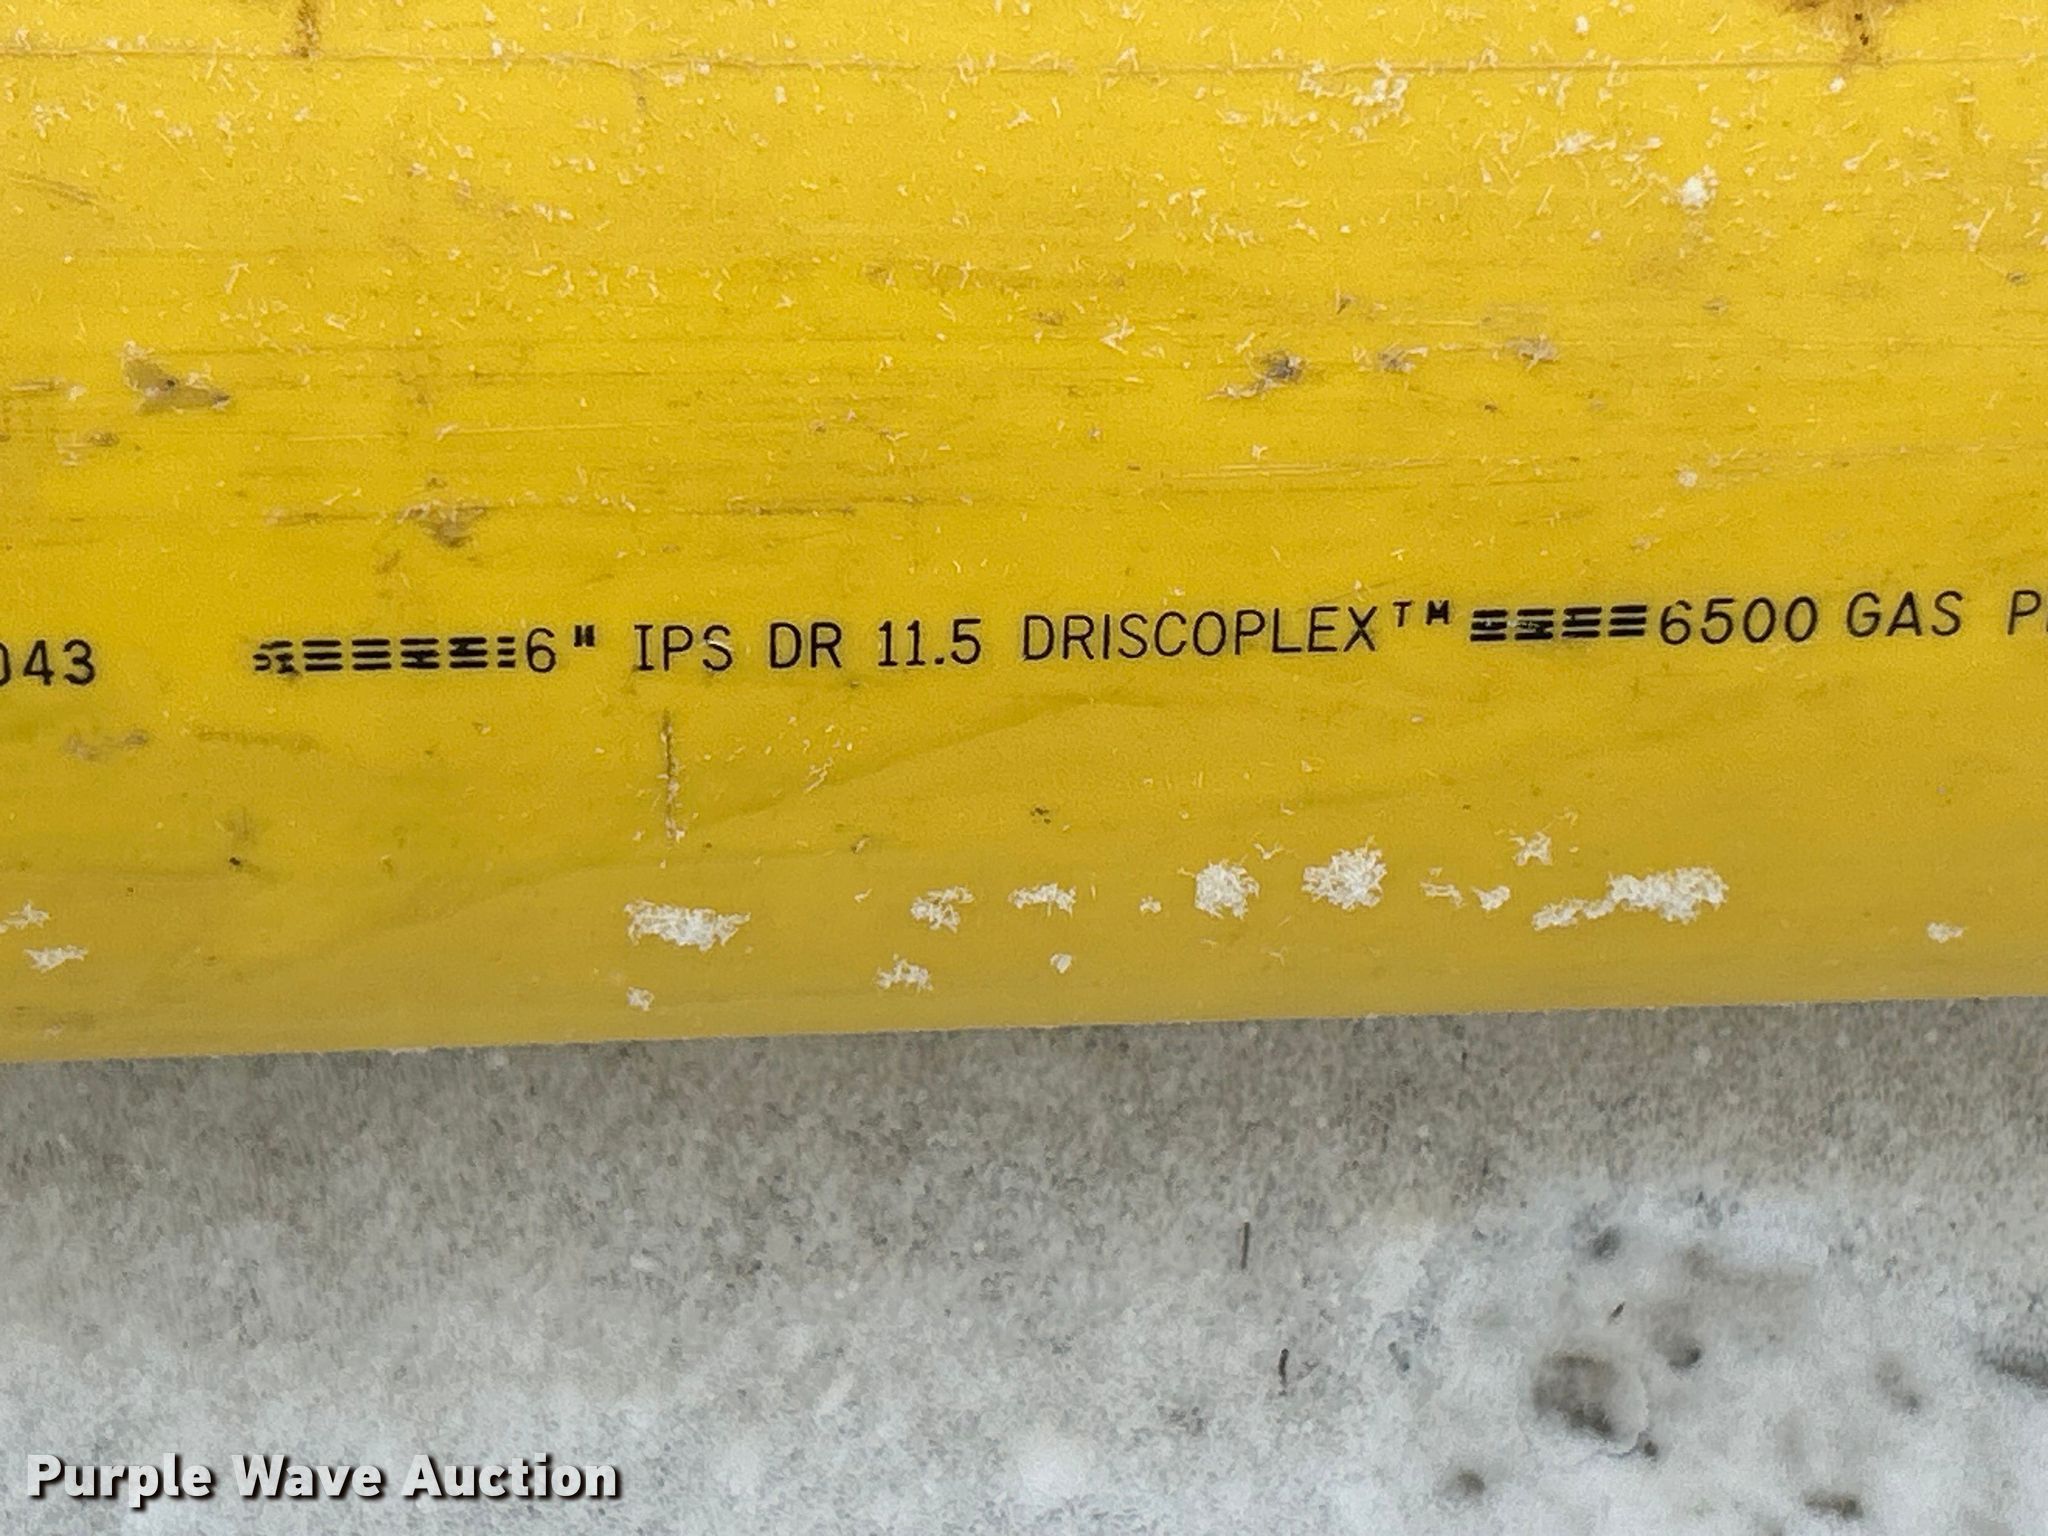 043 6" IPS DR 11.5 DRISCOPLEX™ 6500 GAS
Purple Wave Auction